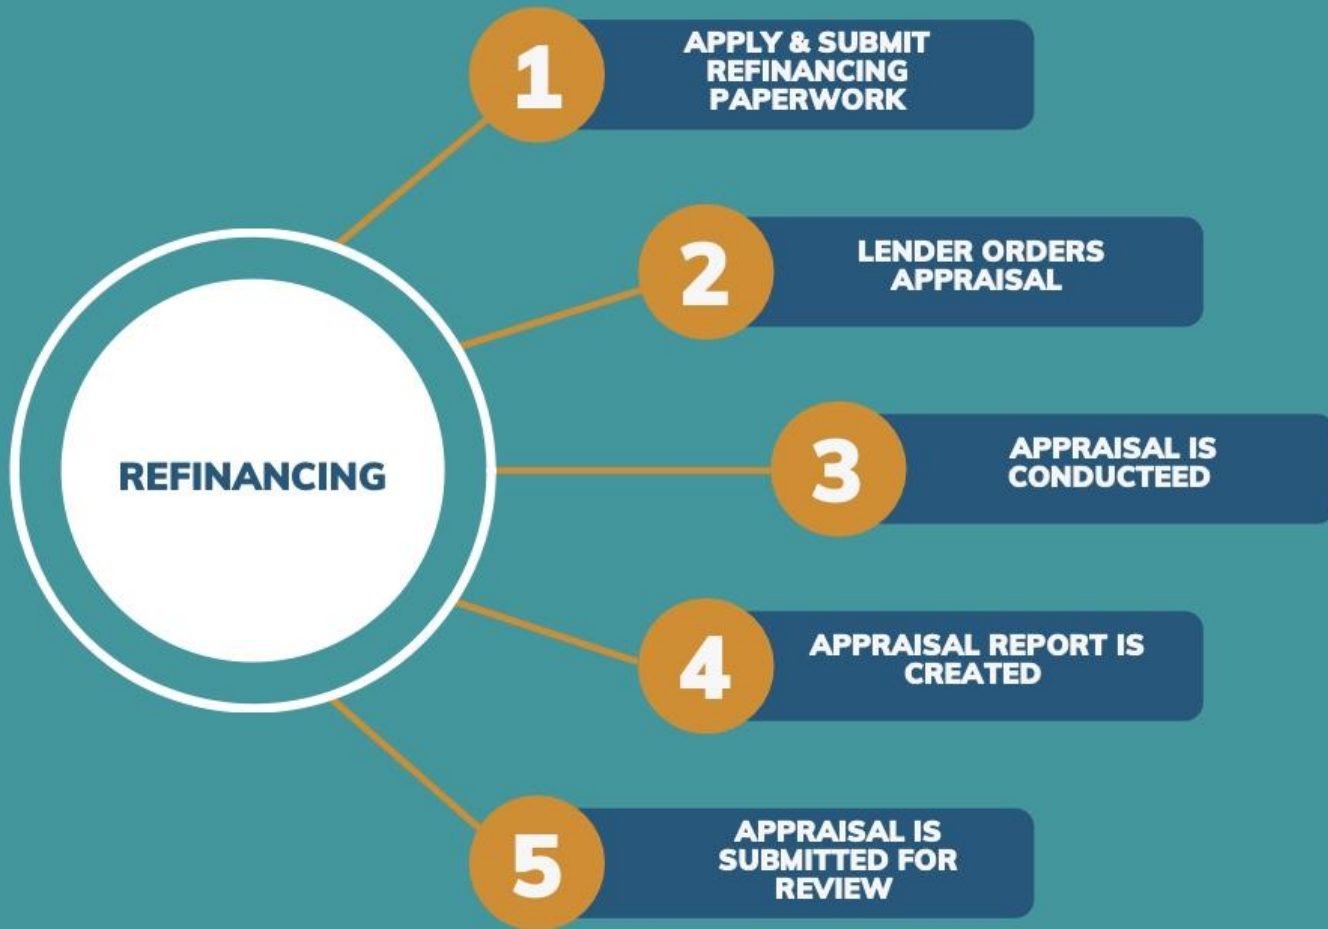 REFINANCING
1
APPLY & SUBMIT
REFINANCING
PAPERWORK
2
LENDER ORDERS
APPRAISAL
3
APPRAISAL IS
CONDUCTEED
4
APPRAISAL REPORT IS
CREATED
5
APPRAISAL IS
SUBMITTED FOR
REVIEW